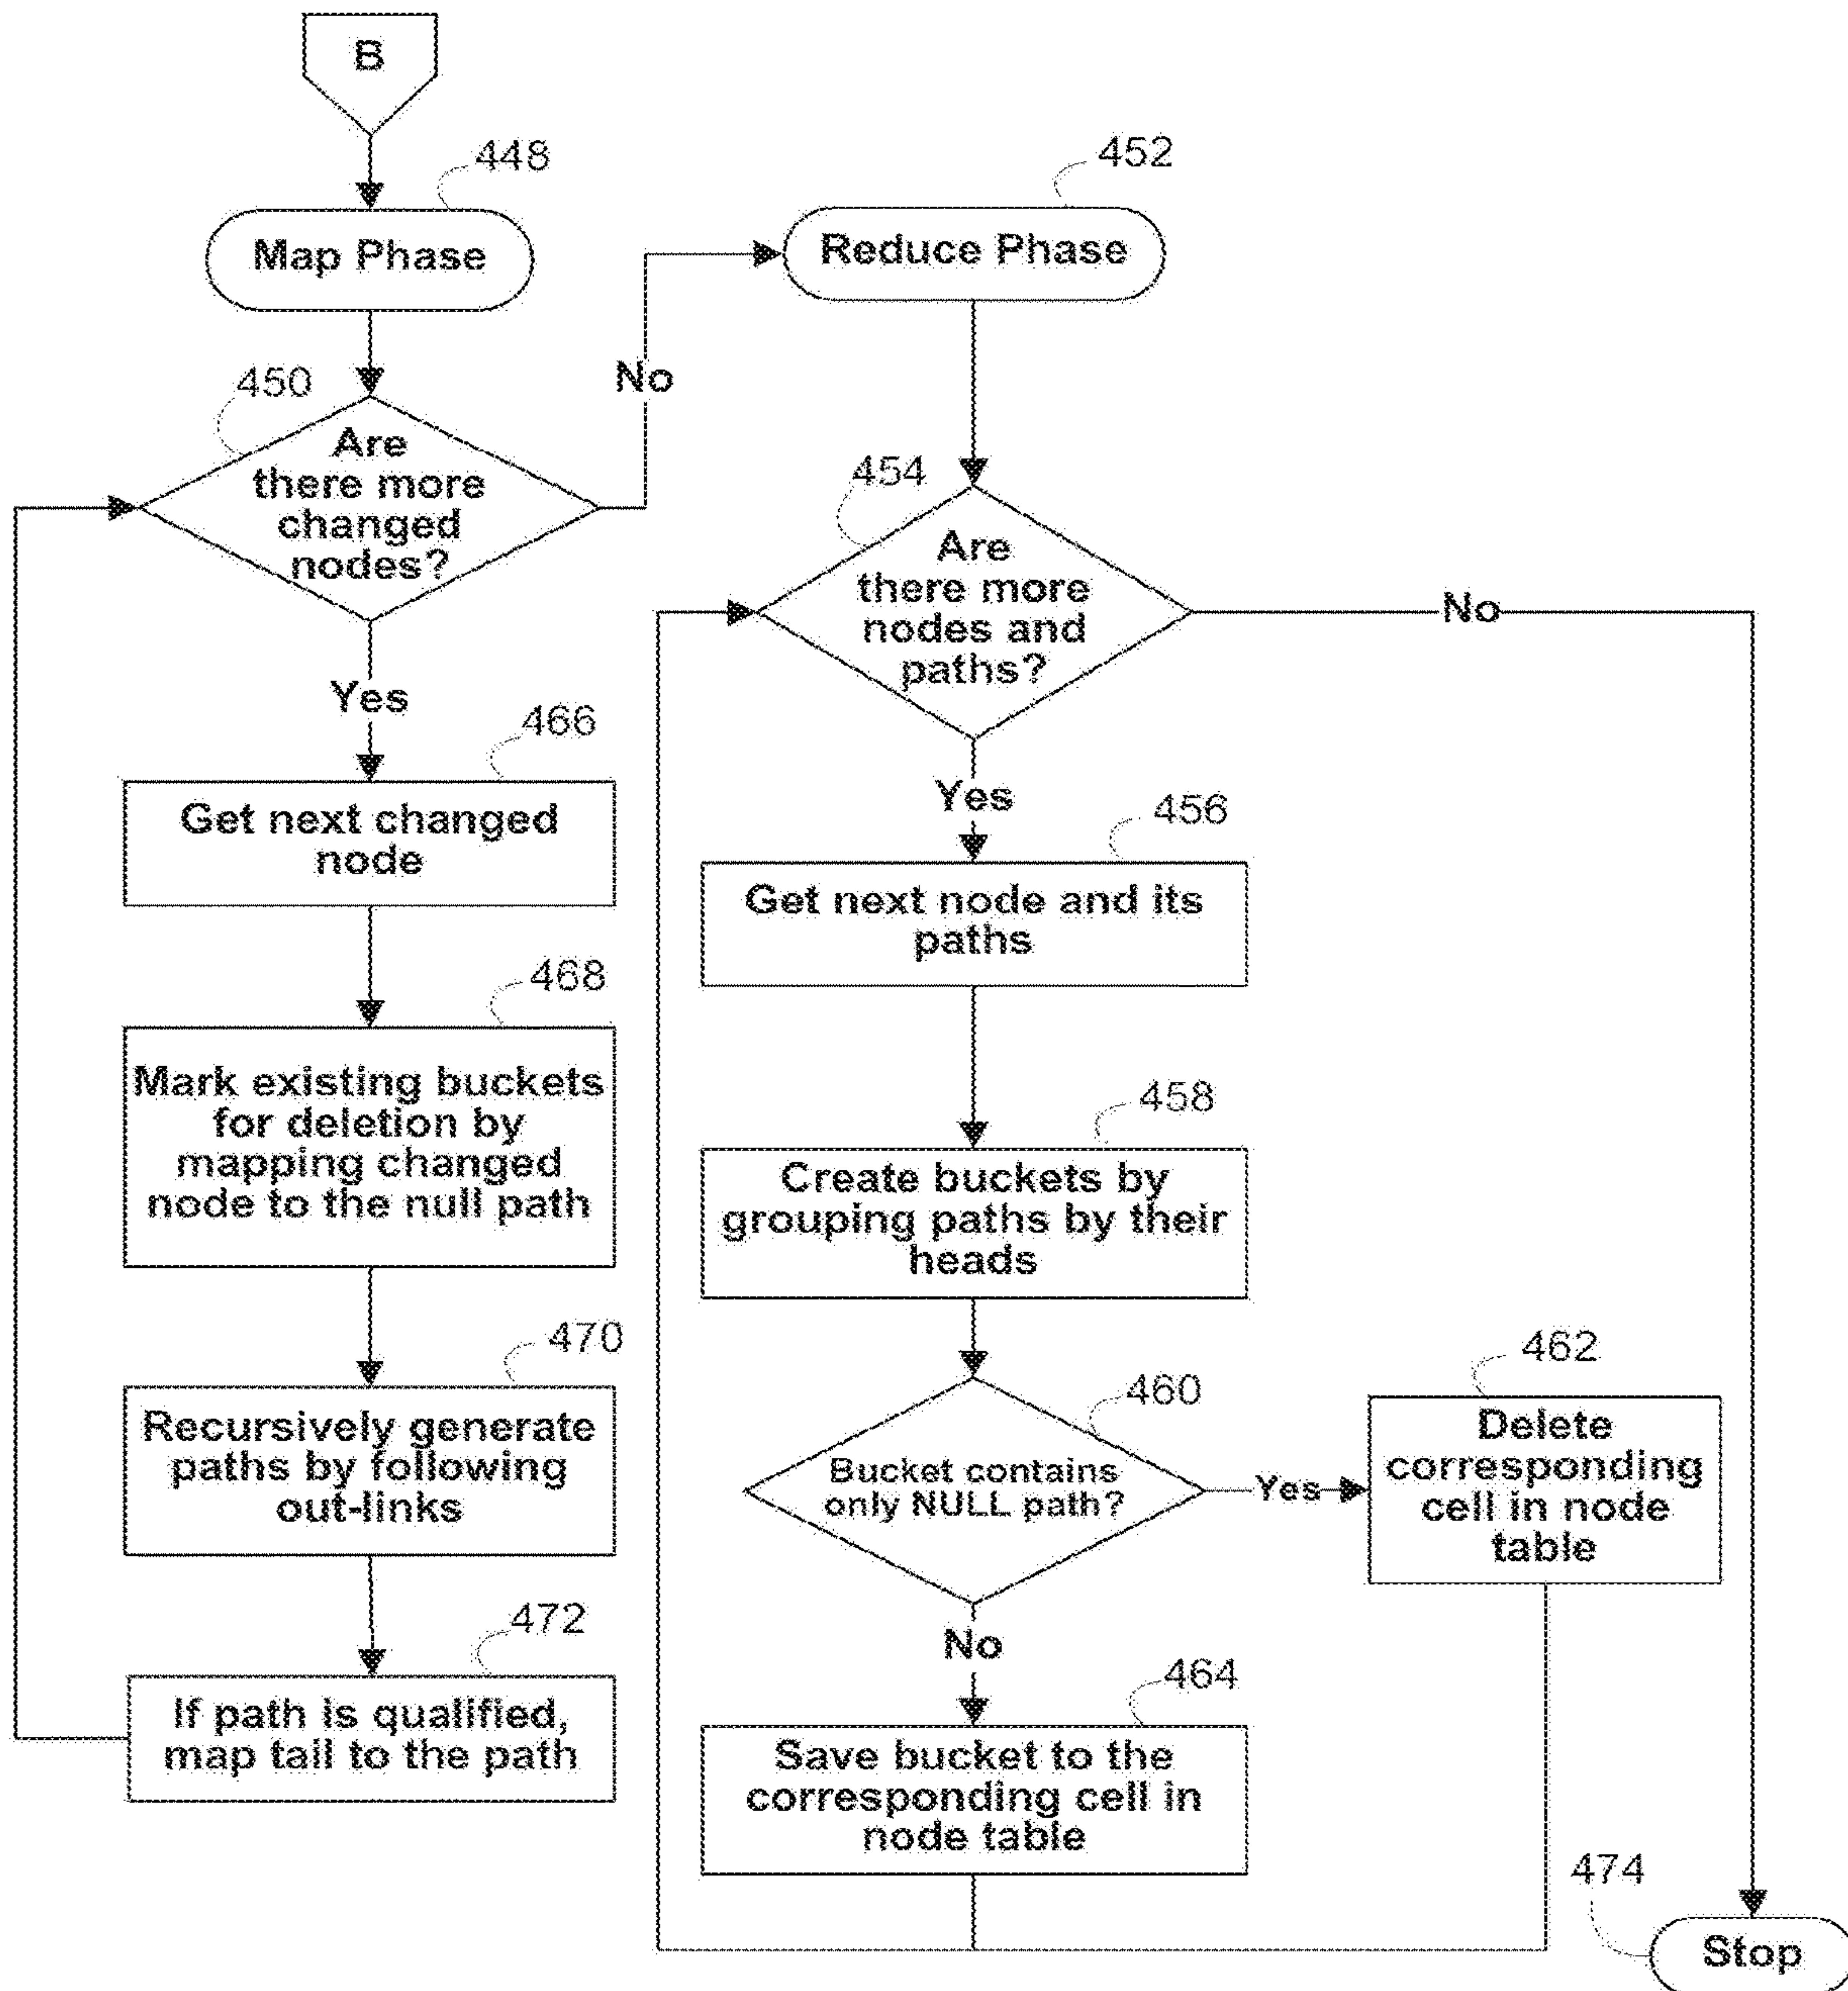 B
448
Map Phase
450
Are
there more
changed
nodes?
No
Yes
466
Get next changed
node
468
Mark existing buckets
for deletion by
mapping changed
node to the null path
470
Recursively generate
paths by following
out-links
472
If path is qualified,
map tail to the path
452
Reduce Phase
454
Are
there more
nodes and
paths?
No
Yes
456
Get next node and its
paths
458
Create buckets by
grouping paths by their
heads
460
Bucket contains
only NULL path?
Yes
462
Delete
corresponding
cell in node
table
No
464
Save bucket to the
corresponding cell in
node table
474
Stop